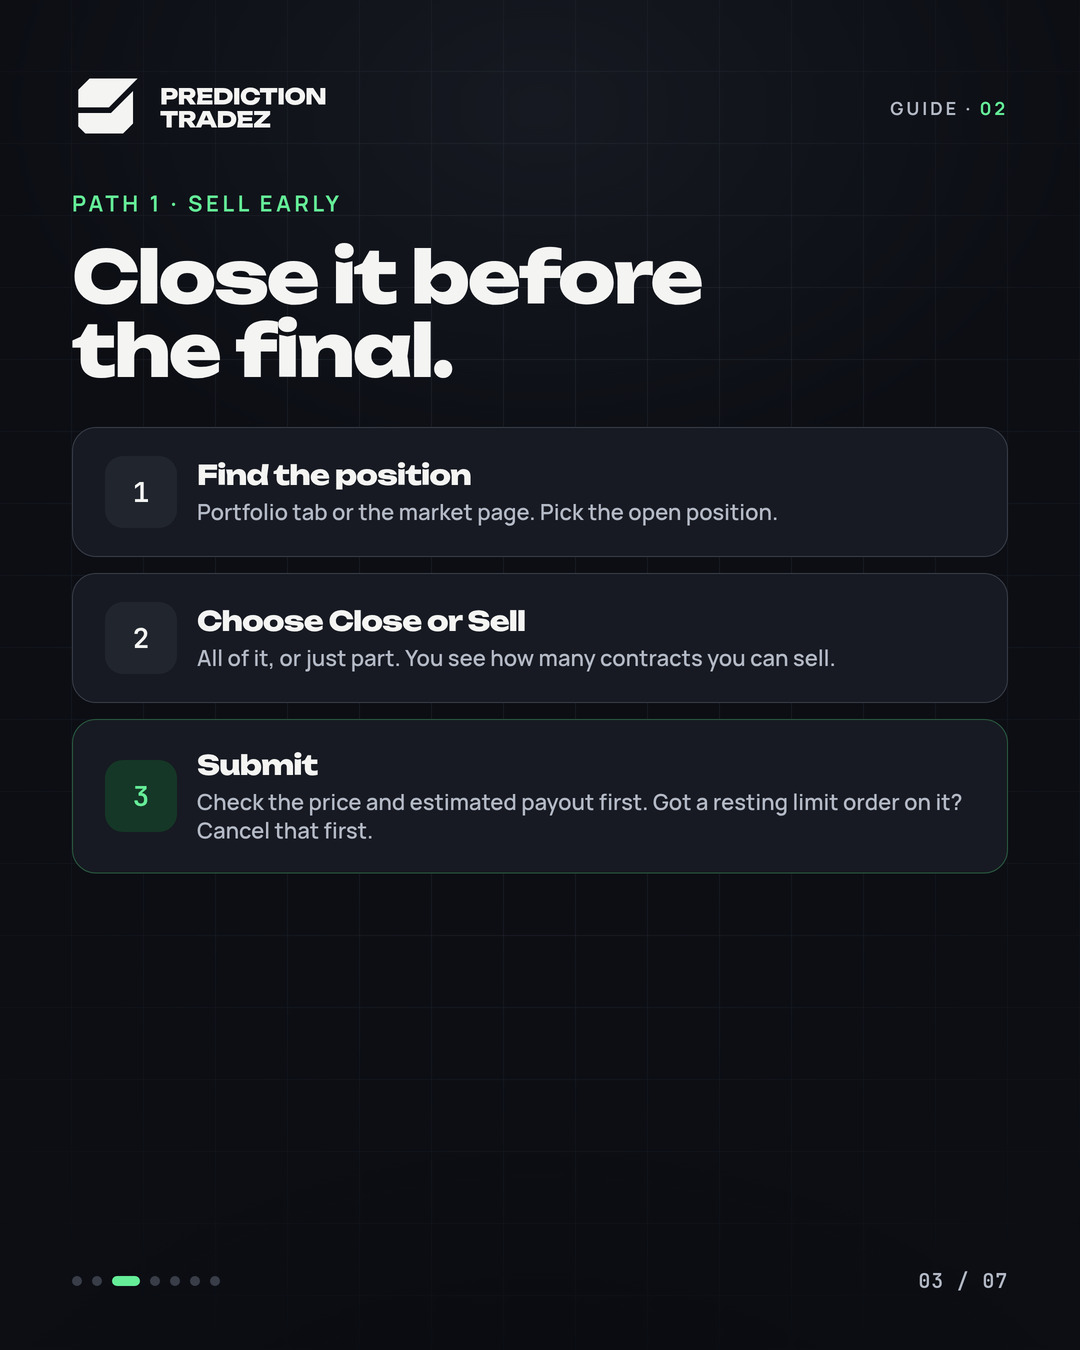 PREDICTION
TRADEZ
GUIDE · 02
PATH 1 · SELL EARLY
Close it before
the final.
1
Find the position
Portfolio tab or the market page. Pick the open position.
2
Choose Close or Sell
All of it, or just part. You see how many contracts you can sell.
3
Submit
Check the price and estimated payout first. Got a resting limit order on it?
Cancel that first.
03 / 07